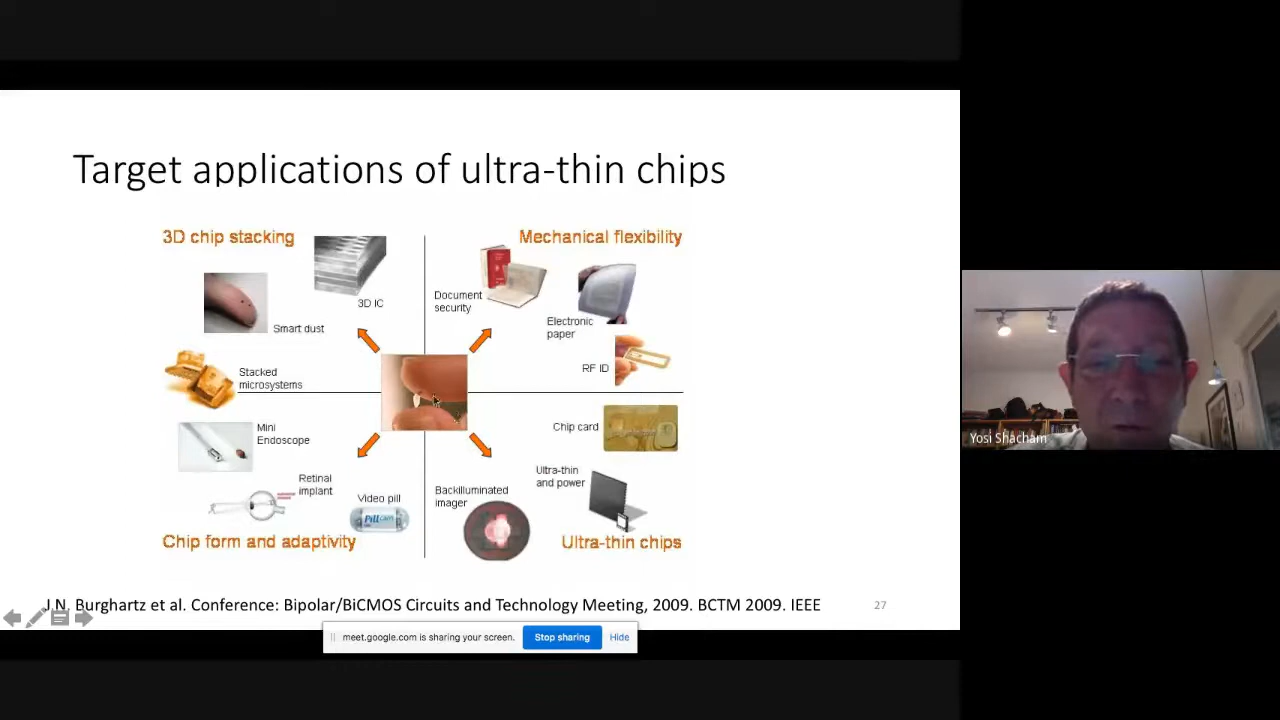 Target applications of ultra-thin chips
3D chip stacking
Mechanical flexibility
3D IC
Smart dust
Stacked
microsystems
Document
security
Electronic
paper
RF ID
Mini
Endoscope
Retinal
implant
Video pill
Chip card
Ultra-thin
and power
Backilluminated
imager
Chip form and adaptivity
Ultra-thin chips
J.N. Burghartz et al. Conference: Bipolar/BiCMOS Circuits and Technology Meeting, 2009. BCTM 2009. IEEE
27
meet.google.com is sharing your screen.
Stop sharing
Hide
Yosi Shacham